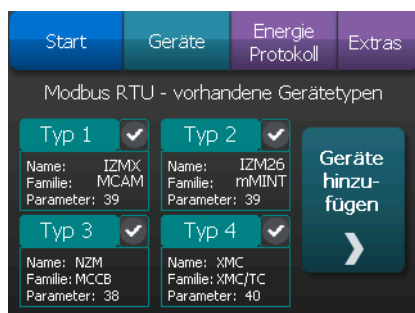 Start
Geräte
Energie
Protokoll
Extras
Modbus RTU - vorhandene Gerätetypen
Typ 1
Name: IZMX
Familie: MCAM
Parameter: 39
Typ 2
Name: IZM26
Familie: mMINT
Parameter: 39
Typ 3
Name: NZM
Familie: MCCB
Parameter: 38
Typ 4
Name: XMC
Familie: XMC/TC
Parameter: 40
Geräte
hinzu-
fügen